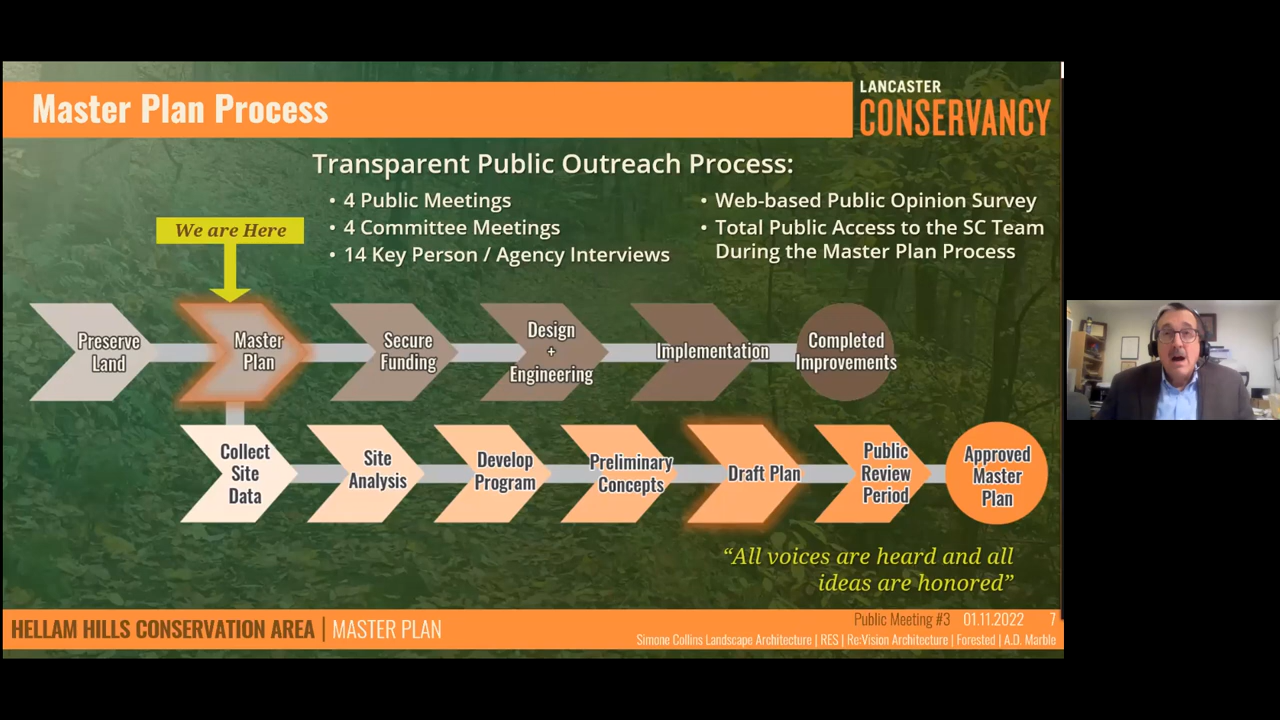 Master Plan Process
LANCASTER
CONSERVANCY
Transparent Public Outreach Process:
• 4 Public Meetings
• 4 Committee Meetings
• 14 Key Person / Agency Interviews
• Web-based Public Opinion Survey
• Total Public Access to the SC Team
During the Master Plan Process
We are Here
Preserve
Land
Master
Plan
Secure
Funding
Design
+
Engineering
Implementation
Completed
Improvements
Collect
Site
Data
Site
Analysis
Develop
Program
Preliminary
Concepts
Draft Plan
Public
Review
Period
Approved
Master
Plan
“All voices are heard and all
ideas are honored”
HELLAM HILLS CONSERVATION AREA | MASTER PLAN
Public Meeting #3 01.11.2022 7
Simone Collins Landscape Architecture | RES | Re:Vision Architecture | Forested | A.D. Marble